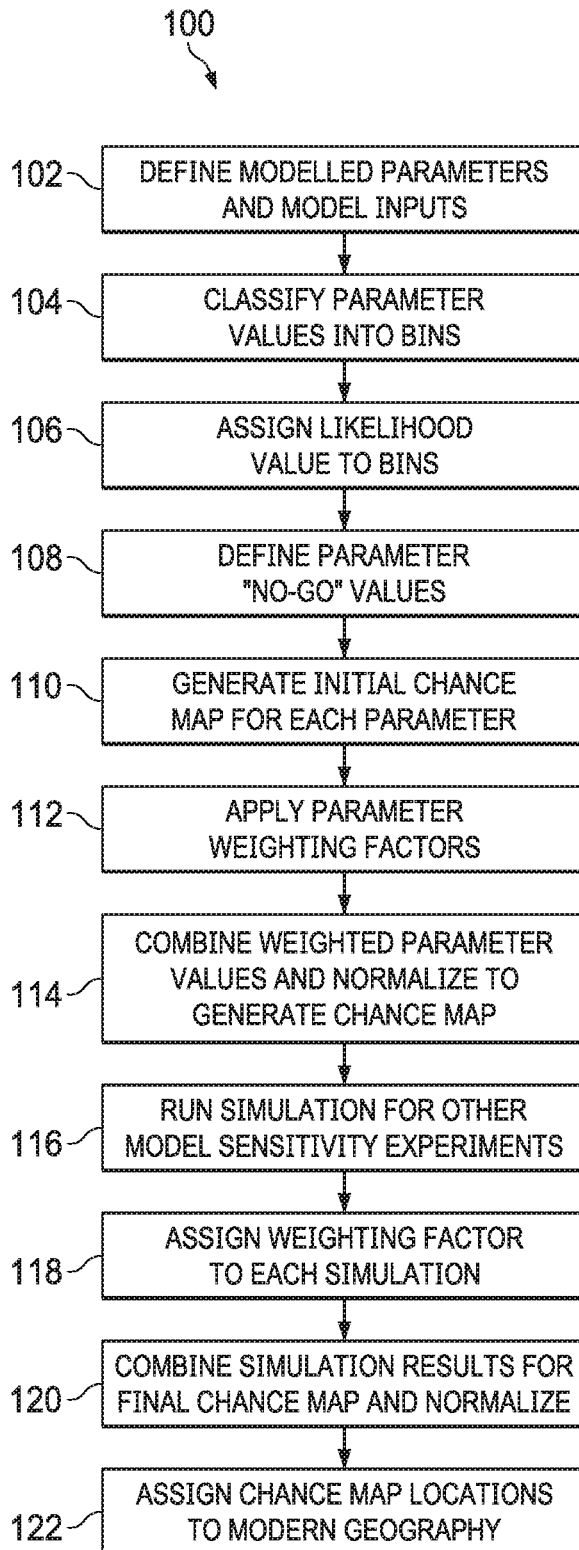 100
102
DEFINE MODELLED PARAMETERS
AND MODEL INPUTS
104
CLASSIFY PARAMETER
VALUES INTO BINS
106
ASSIGN LIKELIHOOD
VALUE TO BINS
108
DEFINE PARAMETER
"NO-GO" VALUES
110
GENERATE INITIAL CHANCE
MAP FOR EACH PARAMETER
112
APPLY PARAMETER
WEIGHTING FACTORS
114
COMBINE WEIGHTED PARAMETER
VALUES AND NORMALIZE TO
GENERATE CHANCE MAP
116
RUN SIMULATION FOR OTHER
MODEL SENSITIVITY EXPERIMENTS
118
ASSIGN WEIGHTING FACTOR
TO EACH SIMULATION
120
COMBINE SIMULATION RESULTS FOR
FINAL CHANCE MAP AND NORMALIZE
122
ASSIGN CHANCE MAP LOCATIONS
TO MODERN GEOGRAPHY